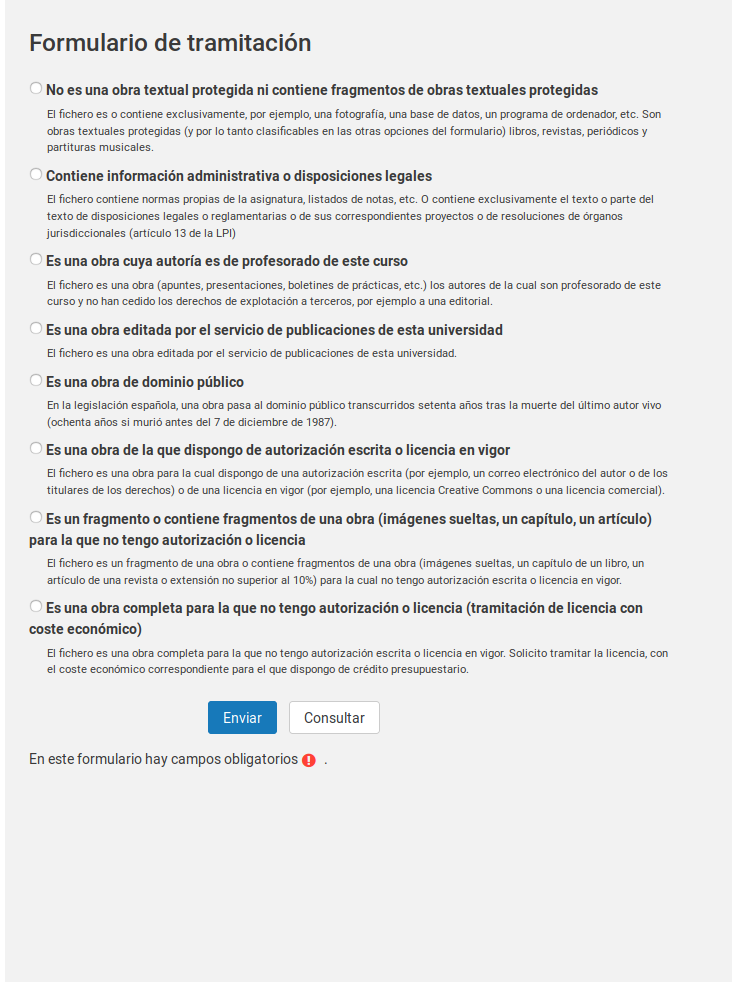 Formulario de tramitación
No es una obra textual protegida ni contiene fragmentos de obras textuales protegidas
El fichero es o contiene exclusivamente, por ejemplo, una fotografía, una base de datos, un programa de ordenador, etc. Son
obras textuales protegidas (y por lo tanto clasificables en las otras opciones del formulario) libros, revistas, periódicos y
partituras musicales.
Contiene información administrativa o disposiciones legales
El fichero contiene normas propias de la asignatura, listados de notas, etc. O contiene exclusivamente el texto o parte del
texto de disposiciones legales o reglamentarias o de sus correspondientes proyectos o de resoluciones de órganos
jurisdiccionales (artículo 13 de la LPI)
Es una obra cuya autoría es de profesorado de este curso
El fichero es una obra (apuntes, presentaciones, boletines de prácticas, etc.) los autores de la cual son profesorado de este
curso y no han cedido los derechos de explotación a terceros, por ejemplo a una editorial.
Es una obra editada por el servicio de publicaciones de esta universidad
El fichero es una obra editada por el servicio de publicaciones de esta universidad.
Es una obra de dominio público
En la legislación española, una obra pasa al dominio público transcurridos setenta años tras la muerte del último autor vivo
(ochenta años si murió antes del 7 de diciembre de 1987).
Es una obra de la que dispongo de autorización escrita o licencia en vigor
El fichero es una obra para la cual dispongo de una autorización escrita (por ejemplo, un correo electrónico del autor o de los
titulares de los derechos) o de una licencia en vigor (por ejemplo, una licencia Creative Commons o una licencia comercial).
Es un fragmento o contiene fragmentos de una obra (imágenes sueltas, un capítulo, un artículo)
para la que no tengo autorización o licencia
El fichero es un fragmento de una obra o contiene fragmentos de una obra (imágenes sueltas, un capítulo de un libro, un
artículo de una revista o extensión no superior al 10%) para la cual no tengo autorización escrita o licencia en vigor.
Es una obra completa para la que no tengo autorización o licencia (tramitación de licencia con
coste económico)
El fichero es una obra completa para la que no tengo autorización escrita o licencia en vigor. Solicito tramitar la licencia, con
el coste económico correspondiente para el que dispongo de crédito presupuestario.
Enviar Consultar
En este formulario hay campos obligatorios .